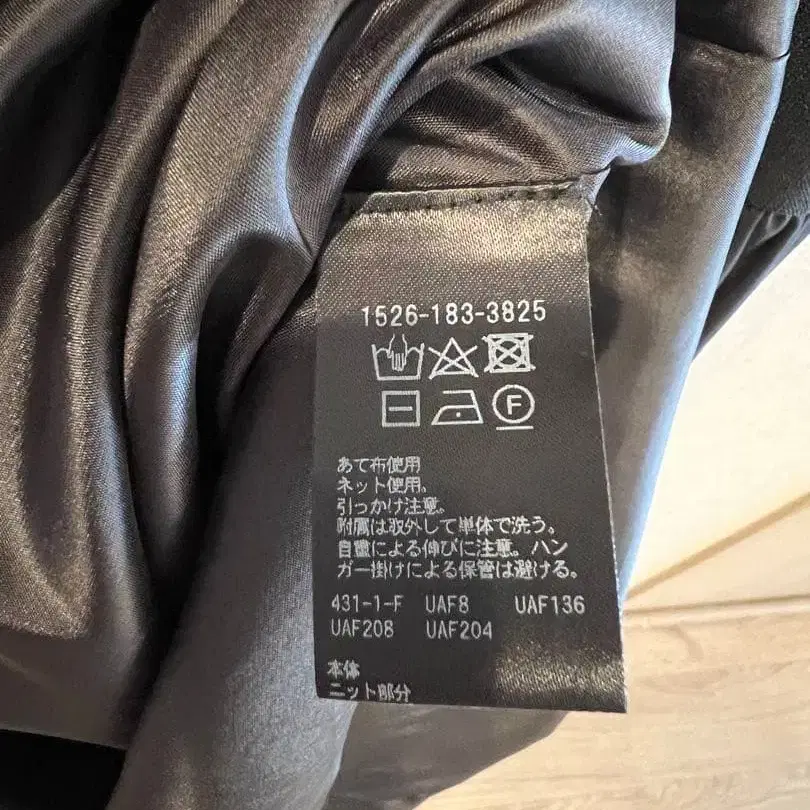 1526-183-3825
F
あて布使用
ネット使用。
引っかけ注意。
附属は取外して単体で洗う。
自重による伸びに注意。ハン
ガー掛けによる保管は避ける。
431-1-F UAF8 UAF136
UAF208 UAF204
本体
ニット部分